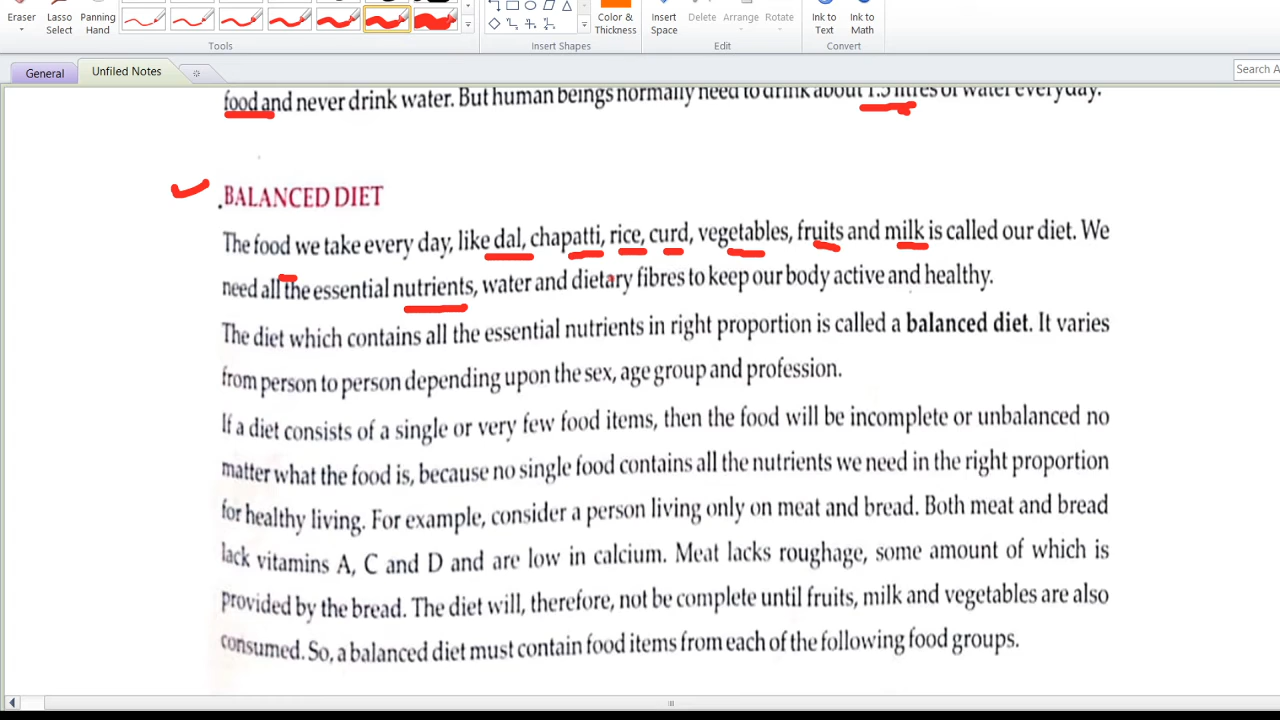 Eraser
Lasso
Select
Panning
Hand
Color &
Thickness
Insert
Space
Delete
Arrange
Rotate
Ink to
Text
Ink to
Math
Tools
Insert Shapes
Edit
Convert
General
Unfiled Notes
Search A
food and never drink water. But human beings normally need to drink about 1.5 litres of water everyday.
BALANCED DIET
The food we take every day, like dal, chapatti, rice, curd, vegetables, fruits and milk is called our diet. We
need all the essential nutrients, water and dietary fibres to keep our body active and healthy.
The diet which contains all the essential nutrients in right proportion is called a balanced diet. It varies
from person to person depending upon the sex, age group and profession.
If a diet consists of a single or very few food items, then the food will be incomplete or unbalanced no
matter what the food is, because no single food contains all the nutrients we need in the right proportion
for healthy living. For example, consider a person living only on meat and bread. Both meat and bread
lack vitamins A, C and D and are low in calcium. Meat lacks roughage, some amount of which is
provided by the bread. The diet will, therefore, not be complete until fruits, milk and vegetables are also
consumed. So, a balanced diet must contain food items from each of the following food groups.